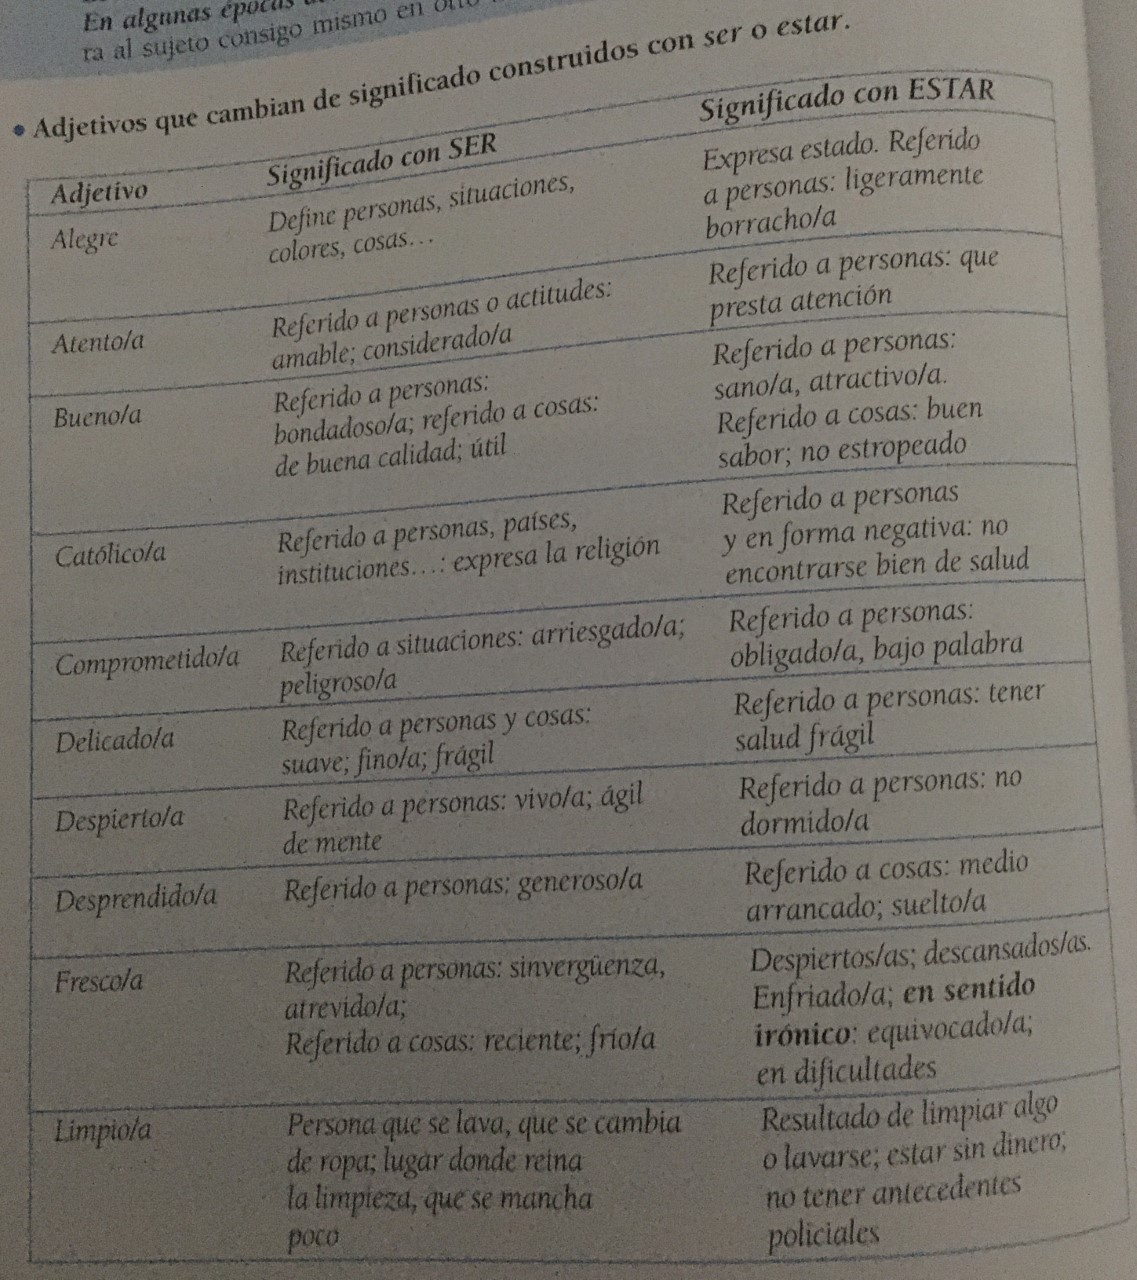 En algunas épocas
ra al sujeto consigo mismo en otro
• Adjetivos que cambian de significado construidos con ser o estar.
Adjetivo Significado con SER Significado con ESTAR
Alegre Define personas, situaciones, Expresa estado. Referido
colores, cosas... a personas: ligeramente
borracho/a
Atento/a Referido a personas o actitudes: Referido a personas: que
amable; considerado/a presta atención
Bueno/a Referido a personas: Referido a personas:
bondadoso/a; referido a cosas: sano/a, atractivo/a.
de buena calidad; útil Referido a cosas: buen
sabor; no estropeado
Católico/a Referido a personas, países, Referido a personas
instituciones...: expresa la religión y en forma negativa: no
encontrarse bien de salud
Comprometido/a Referido a situaciones: arriesgado/a; Referido a personas:
peligroso/a obligado/a, bajo palabra
Delicado/a Referido a personas y cosas: Referido a personas: tener
suave; fino/a; frágil salud frágil
Despierto/a Referido a personas: vivo/a; ágil Referido a personas: no
de mente dormido/a
Desprendido/a Referido a personas: generoso/a Referido a cosas: medio
arrancado; suelto/a
Fresco/a Referido a personas: sinvergüenza, Despiertos/as; descansados/as.
atrevido/a; Enfriado/a; en sentido
Referido a cosas: reciente; frío/a irónico: equivocado/a;
en dificultades
Limpio/a Persona que se lava, que se cambia Resultado de limpiar algo
de ropa; lugar donde reina o lavarse; estar sin dinero;
la limpieza, que se mancha no tener antecedentes
poco policiales